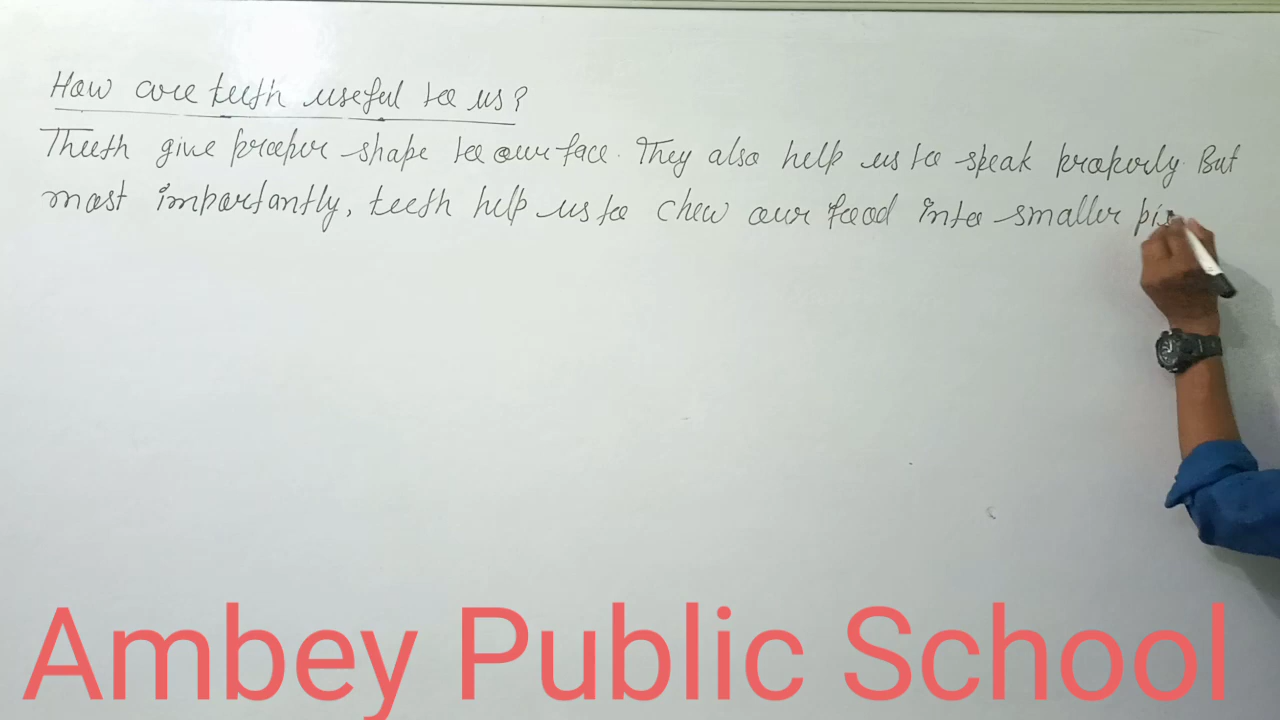 How are teeth useful to us?
Theeth give proper shape to our face. They also help us to speak properly. But
most importantly, teeth help us to chew our food into smaller pi
Ambey Public School